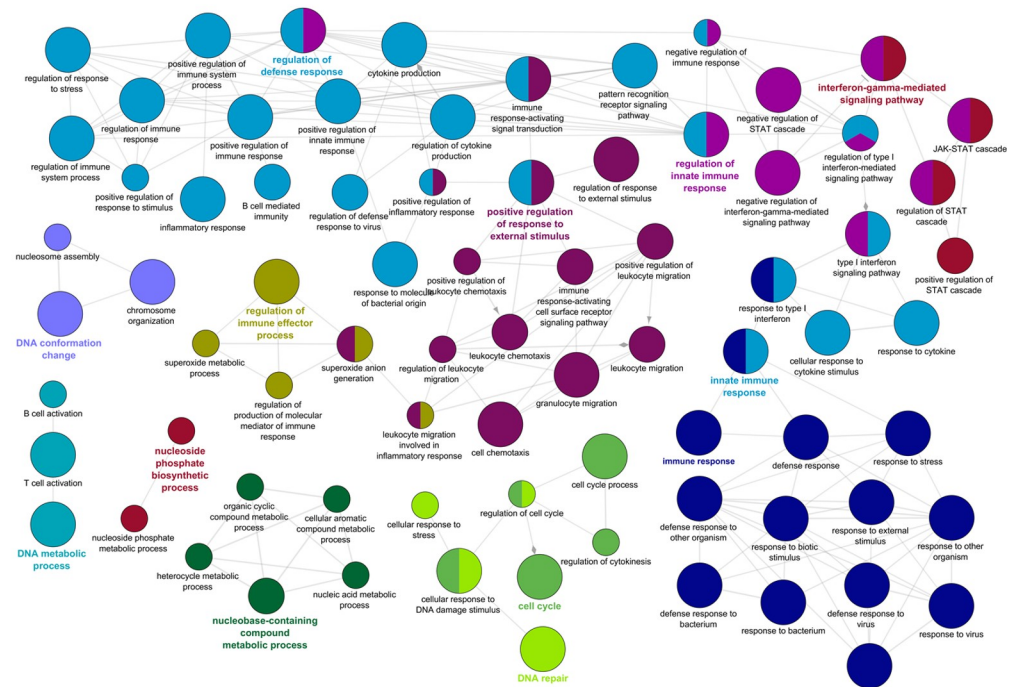 regulation of response
to stress
positive regulation of
immune system
process
regulation of
defense response
cytokine production
immune
response-activating
signal transduction
pattern recognition
receptor signaling
pathway
negative regulation of
immune response
negative regulation of
STAT cascade
interferon-gamma-mediated
signaling pathway
JAK-STAT cascade
regulation of immune
response
positive regulation of
immune response
positive regulation of
innate immune
response
regulation of cytokine
production
regulation of
innate immune
response
regulation of type I
interferon-mediated
signaling pathway
regulation of immune
system process
positive regulation of
response to stimulus
inflammatory response
B cell mediated
immunity
regulation of defense
response to virus
positive regulation of
inflammatory response
positive regulation
of response to
external stimulus
regulation of response
to external stimulus
negative regulation of
interferon-gamma-mediated
signaling pathway
regulation of STAT
cascade
type I interferon
signaling pathway
positive regulation of
STAT cascade
nucleosome assembly
chromosome
organization
DNA conformation
change
regulation of
immune effector
process
response to molecule
of bacterial origin
positive regulation of
leukocyte chemotaxis
immune
response-activating
cell surface receptor
signaling pathway
positive regulation
of leukocyte migration
response to type I
interferon
cellular response to
cytokine stimulus
response to cytokine
superoxide metabolic
process
superoxide anion
generation
regulation of
production of molecular
mediator of immune
response
regulation of leukocyte
migration
leukocyte chemotaxis
leukocyte migration
granulocyte migration
innate immune
response
B cell activation
T cell activation
DNA metabolic
process
nucleoside
phosphate
biosynthetic
process
nucleoside phosphate
metabolic process
leukocyte migration
involved in
inflammatory response
cell chemotaxis
immune response
defense response
response to stress
organic cyclic
compound metabolic
process
cellular aromatic
compound metabolic
process
heterocycle metabolic
process
nucleic acid metabolic
process
nucleobase-containing
compound
metabolic process
cellular response to
stress
regulation of cell cycle
cell cycle process
regulation of cytokinesis
cellular response to
DNA damage stimulus
cell cycle
DNA repair
defense response to
other organism
response to biotic
stimulus
response to external
stimulus
response to other
organism
defense response to
bacterium
response to bacterium
defense response to
virus
response to virus